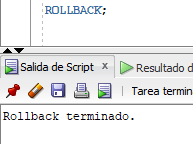 ROLLBACK;
Salida de Script x
Resultado d
Tarea termin
Rollback terminado.